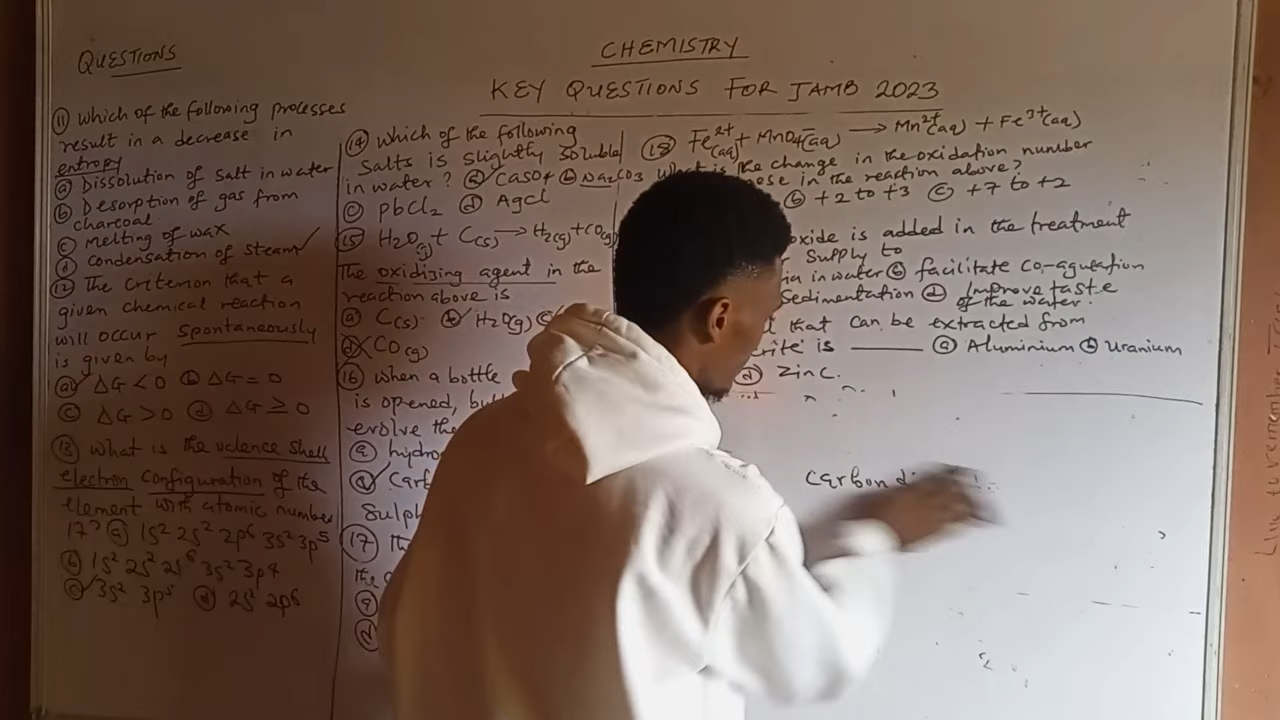 QUESTIONS
CHEMISTRY
KEY QUESTIONS FOR JAMB 2023
⑪ Which of the following processes
result in a decrease in
entropy
ⓐ Dissolution of salt in water
ⓑ Desorption of gas from
charcoal
ⓒ Melting of wax
ⓓ condensation of steam ✓
⑫ The Criterion that a
given chemical reaction
will occur spontaneously
is given by
ⓐ✓ ΔG < 0 ⓑ ΔG = 0
ⓒ ΔG > 0 ⓓ ΔG ≥ 0
⑬ What is the valence shell
electron configuration of the
element with atomic number
17? ⓐ 1s² 2s² 2p⁶ 3s² 3p⁵
ⓑ 1s² 2s² 2s⁶ 3s² 3p4
ⓒ✓ 3s² 3p⁵ ⓓ 2s² 2p⁶
⑭ Which of the following
Salts is slightly soluble
in water? ⓐ✓ CaSO4 ⓑ Na2CO3
ⓒ pbCl2 ⓓ AgCl
⑮ H2O(g) + C(s) → H2(g) + CO(g)
The oxidizing agent in the
reaction above is
ⓐ C(s) ⓑ✓ H2O(g) ⓒ
ⓓ CO(g)
⑯ when a bottle
is opened,
evolve the
ⓐ
⑰
⑱ Fe²⁺(aq) + MnO4⁻(aq) → Mn²⁺(aq) + Fe³⁺(aq)
the change in the oxidation number
in the reaction above?
ⓑ +2 to +3 ⓒ +7 to +2
is added in the treatment
supply to
in water ⓑ facilitate co-agulation
Sedimentation ⓓ Improve taste
of the water.
that can be extracted from
is ——— ⓐ Aluminium ⓑ Uranium
ⓓ Zinc.
carbon